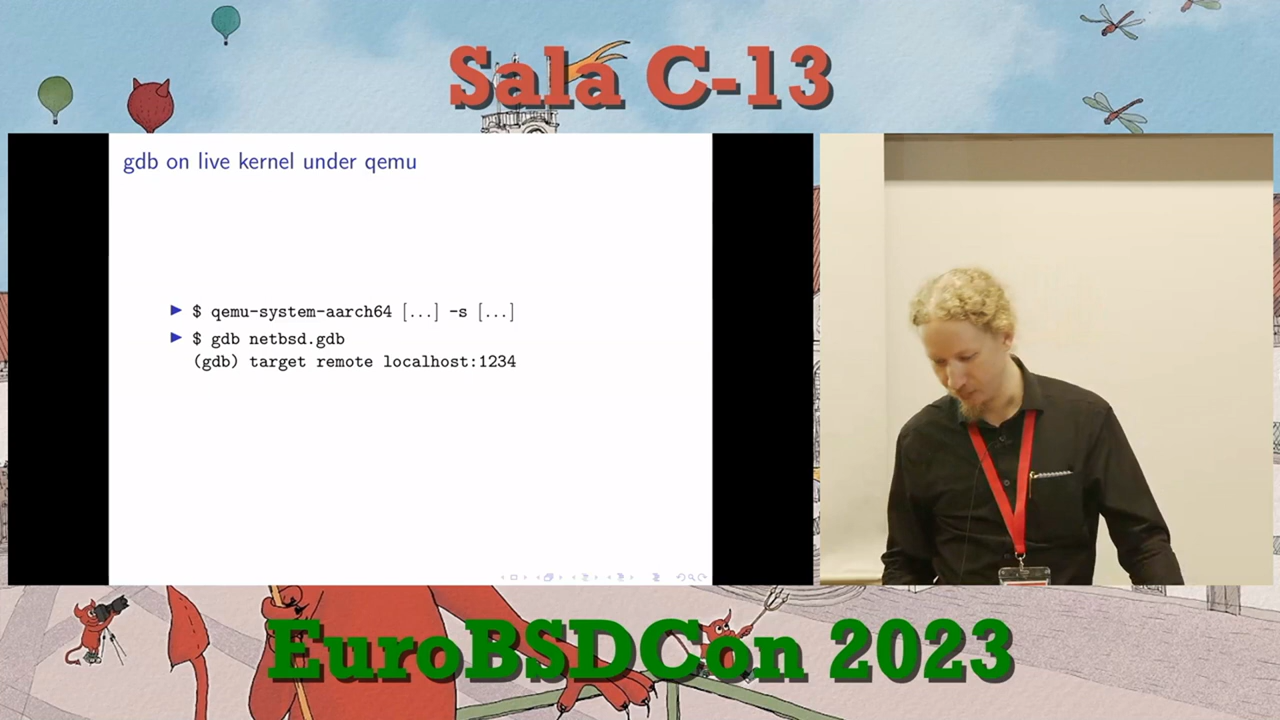 Sala C-13
gdb on live kernel under qemu
$ qemu-system-aarch64 [...] -s [...]
$ gdb netbsd.gdb
(gdb) target remote localhost:1234
EuroBSDCon 2023